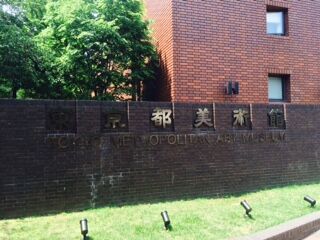 東京都美術館
TOKYO METROPOLITAN ART MUSEUM